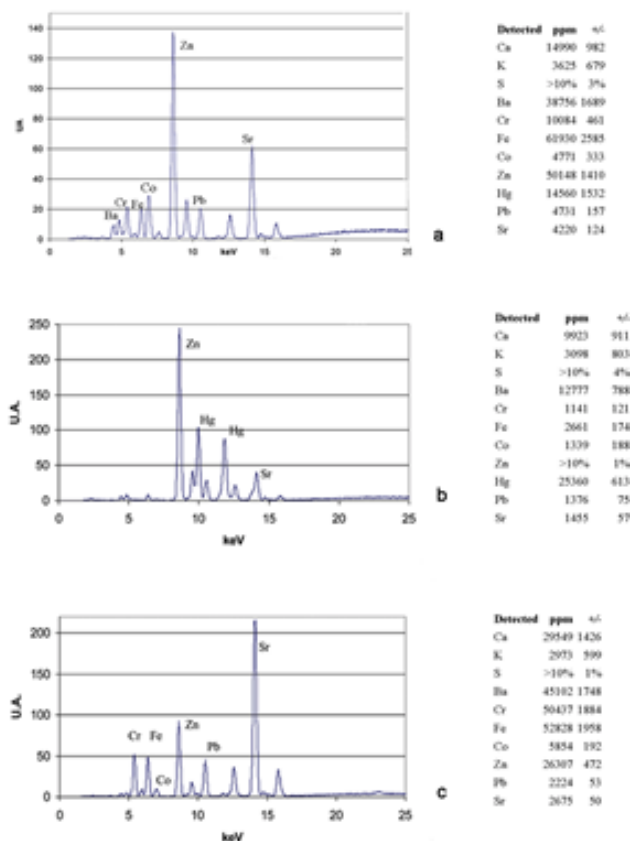 140
120
100
80
60
40
20
0
UA
Zn
Sr
Co
Cr
Fe
Pb
Ba
0 5 10 15 20 25
keV
a
Detected ppm +/-
Ca 14990 982
K 3625 679
S >10% 3%
Ba 38756 1689
Cr 10084 461
Fe 61930 2585
Co 4771 333
Zn 50148 1410
Hg 14560 1532
Pb 4731 157
Sr 4220 124
250
200
150
100
50
0
U.A.
Zn
Hg
Hg
Sr
0 5 10 15 20 25
keV
b
Detected ppm +/-
Ca 9923 911
K 3098 803
S >10% 4%
Ba 12777 788
Cr 1141 121
Fe 2661 174
Co 1339 188
Zn >10% 1%
Hg 25360 613
Pb 1376 75
Sr 1455 57
200
150
100
50
0
U.A.
Sr
Cr Fe Zn
Pb
Co
0 5 10 15 20 25
keV
c
Detected ppm +/-
Ca 29549 1426
K 2973 599
S >10% 1%
Ba 45102 1748
Cr 50437 1884
Fe 52828 1958
Co 5854 192
Zn 26307 472
Pb 2224 53
Sr 2675 50